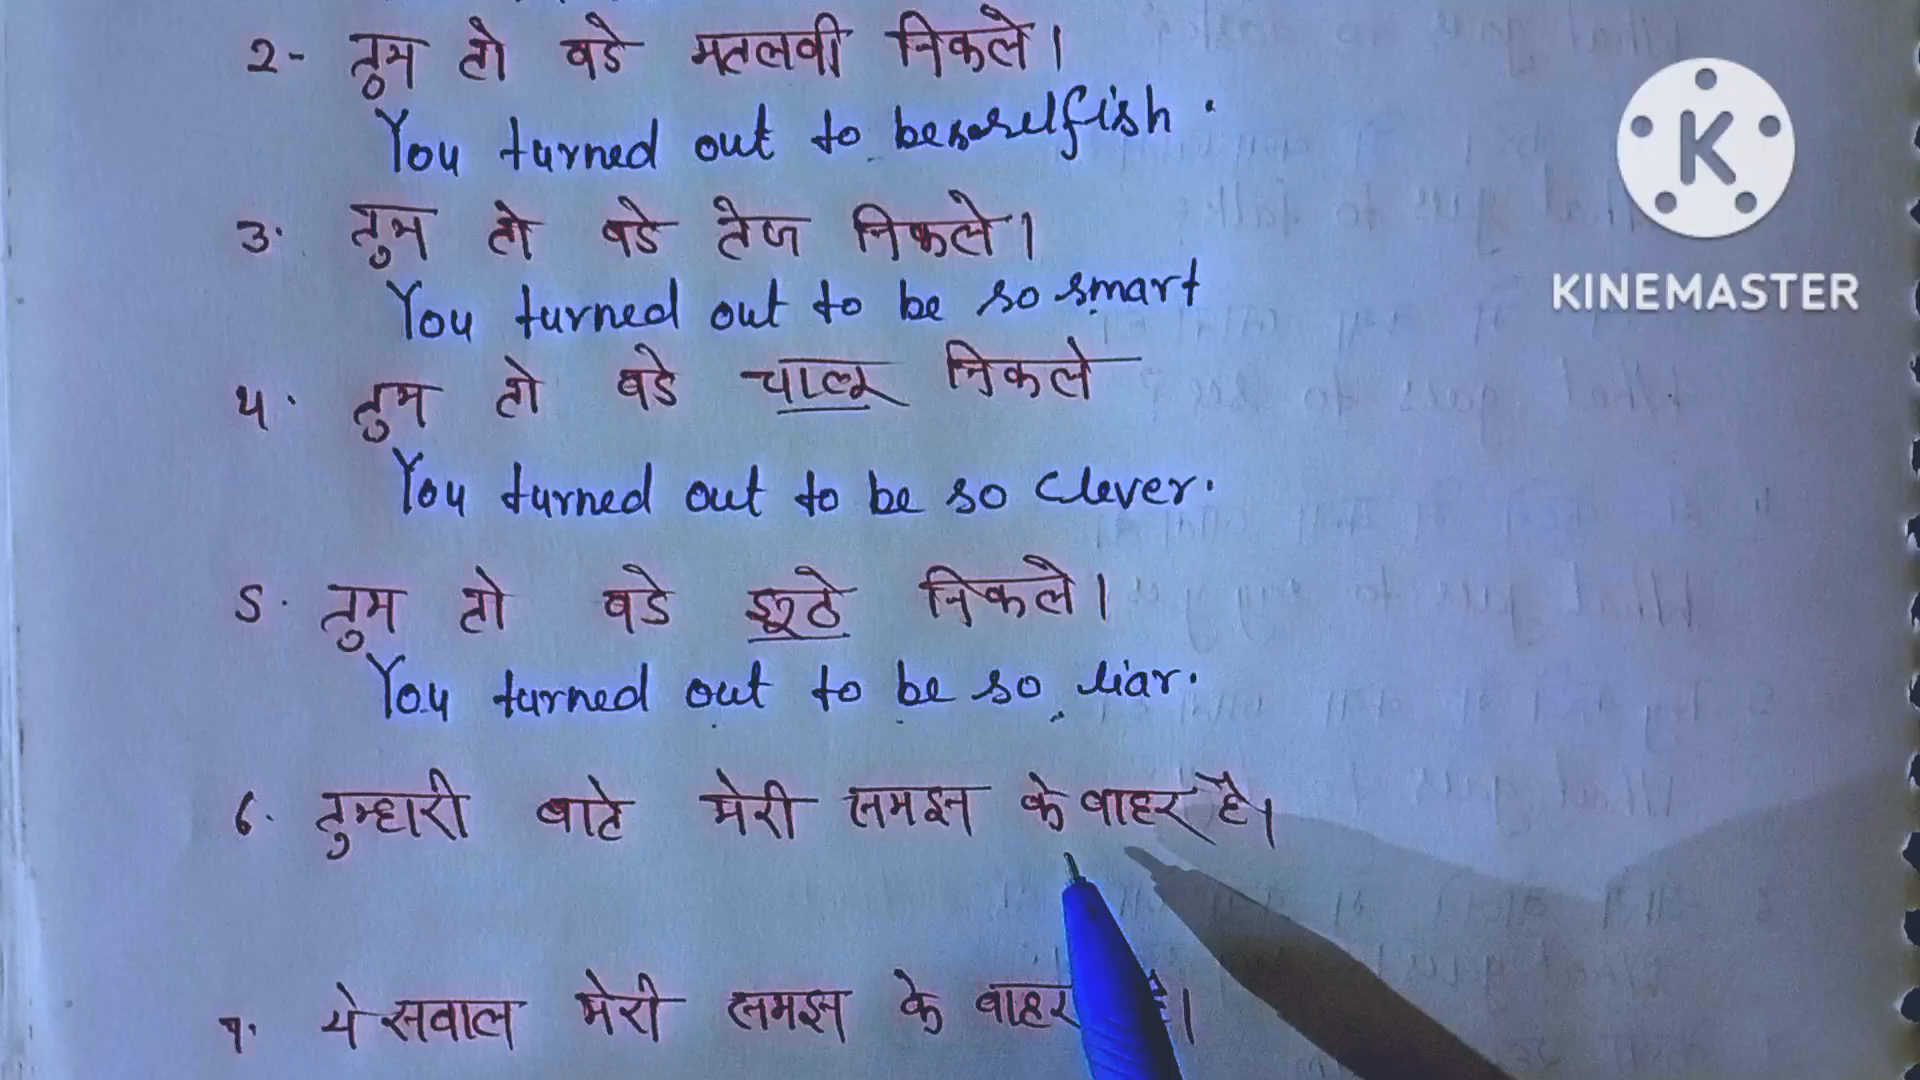 2- तुम तो बडे मतलवी निकले।
You turned out to be so selfish.
3. तुम तो बडे तेज निकले।
You turned out to be so smart
4. तुम तो बडे चालू निकले
You turned out to be so clever.
5. तुम तो बडे झूठे निकले।
You turned out to be so liar.
6. तुम्हारी बाते मेरी समझ के बाहर है।
7. ये सवाल मेरी समझ के बाहर है।
K
KINEMASTER